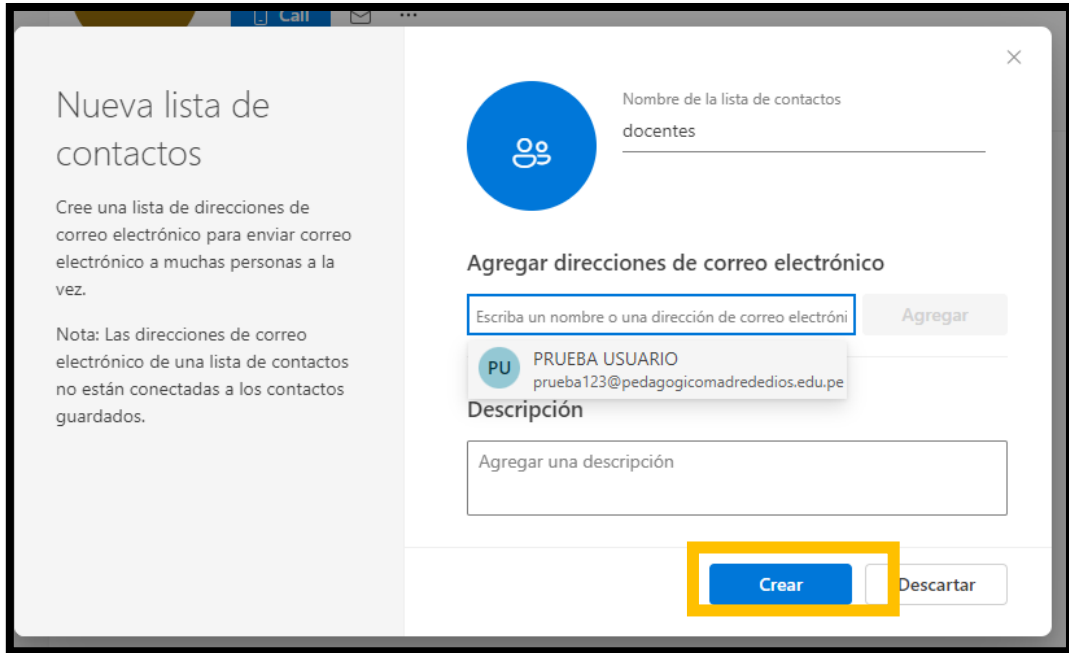 Call
Nueva lista de
contactos
Cree una lista de direcciones de
correo electrónico para enviar correo
electrónico a muchas personas a la
vez.
Nota: Las direcciones de correo
electrónico de una lista de contactos
no están conectadas a los contactos
guardados.
Nombre de la lista de contactos
docentes
Agregar direcciones de correo electrónico
Escriba un nombre o una dirección de correo electróni
Agregar
PU
PRUEBA USUARIO
prueba123@pedagogicomadrededios.edu.pe
Descripción
Agregar una descripción
Crear
Descartar